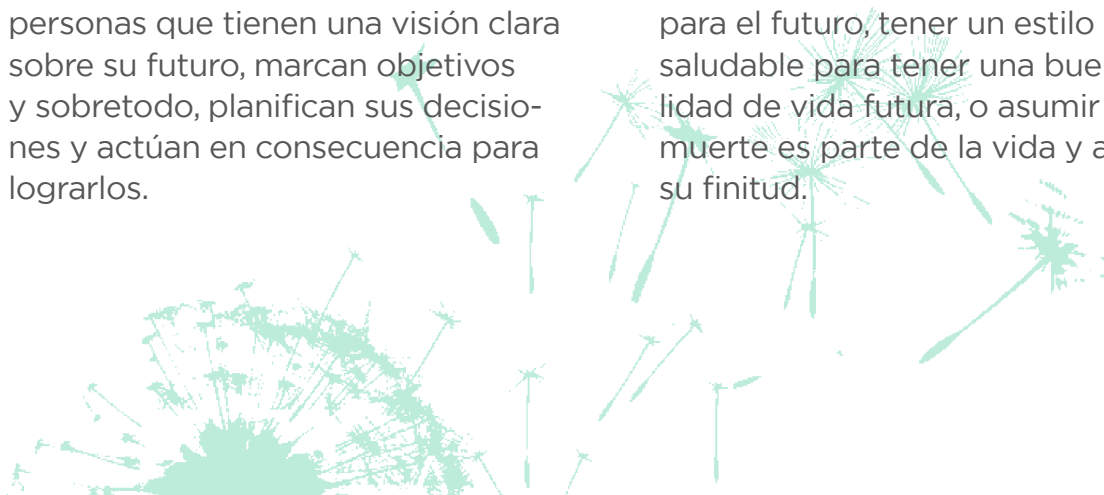 personas que tienen una visión clara
sobre su futuro, marcan objetivos
y sobretodo, planifican sus decisio-
nes y actúan en consecuencia para
lograrlos.
para el futuro, tener un estilo
saludable para tener una bue
lidad de vida futura, o asumir
muerte es parte de la vida y a
su finitud.